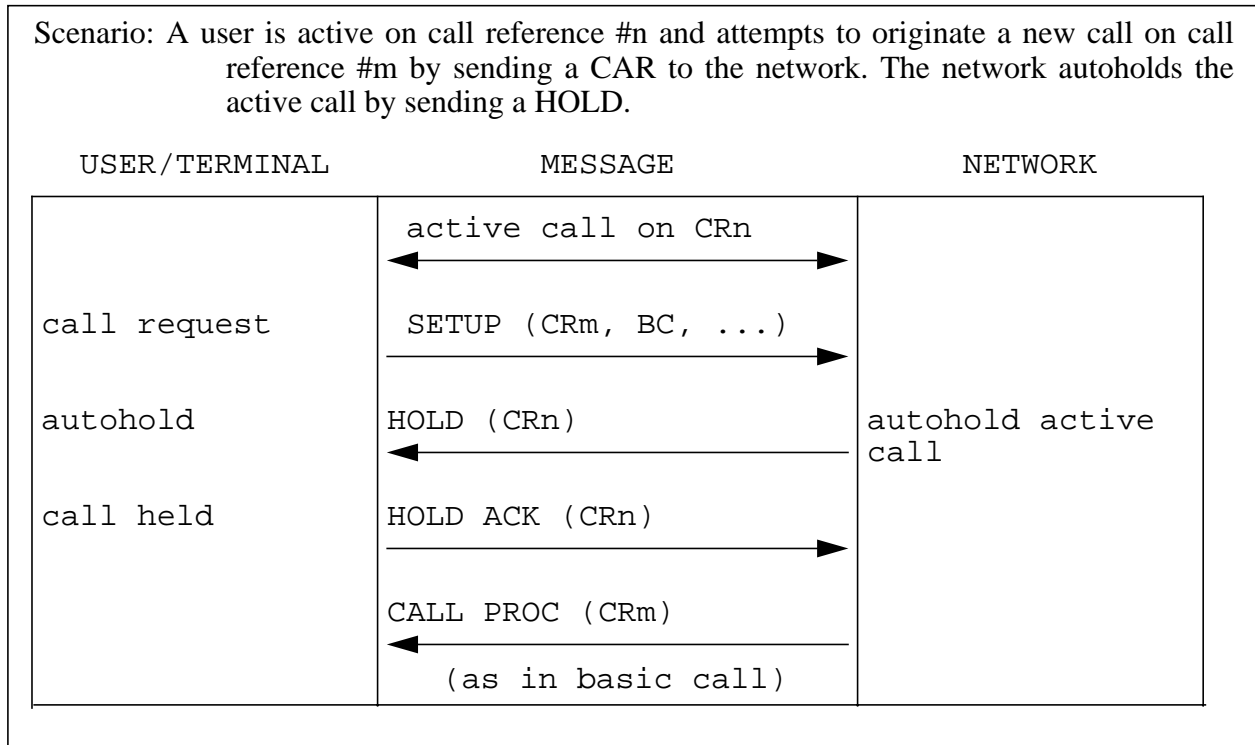 Scenario: A user is active on call reference #n and attempts to originate a new call on call
reference #m by sending a CAR to the network. The network autoholds the
active call by sending a HOLD.
USER/TERMINAL MESSAGE NETWORK
active call on CRn
call request SETUP (CRm, BC, ...)
autohold HOLD (CRn) autohold active
call
call held HOLD ACK (CRn)
CALL PROC (CRm)
(as in basic call)